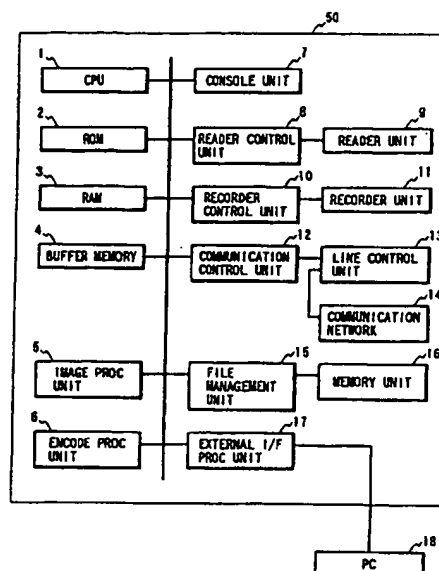 50
1
CPU
7
CONSOLE UNIT
2
ROM
8
READER CONTROL
UNIT
9
READER UNIT
3
RAM
10
RECORDER
CONTROL UNIT
11
RECORDER UNIT
4
BUFFER MEMORY
12
COMMUNICATION
CONTROL UNIT
13
LINE CONTROL
UNIT
14
COMMUNICATION
NETWORK
5
IMAGE PROC
UNIT
15
FILE
MANAGEMENT
UNIT
16
MEMORY UNIT
6
ENCODE PROC
UNIT
17
EXTERNAL I/F
PROC UNIT
18
PC